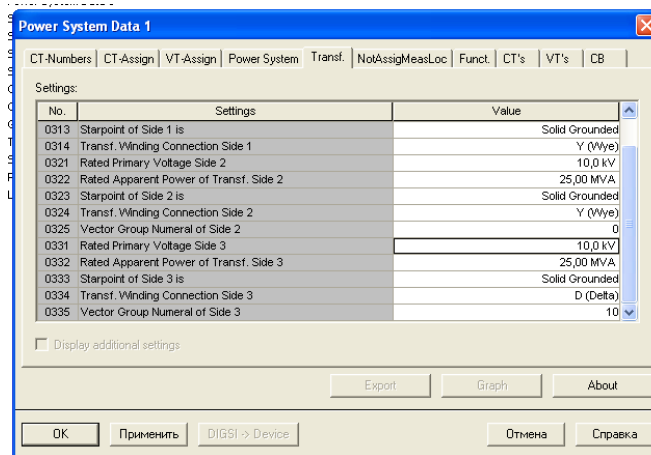 Power System Data 1
CT-Numbers CT-Assign VT-Assign Power System Transf. NotAssigMeasLoc Funct. CT's VT's CB
Settings:
No. Settings Value
0313 Starpoint of Side 1 is Solid Grounded
0314 Transf. Winding Connection Side 1 Y (Wye)
0321 Rated Primary Voltage Side 2 10,0 kV
0322 Rated Apparent Power of Transf. Side 2 25,00 MVA
0323 Starpoint of Side 2 is Solid Grounded
0324 Transf. Winding Connection Side 2 Y (Wye)
0325 Vector Group Numeral of Side 2 0
0331 Rated Primary Voltage Side 3 10,0 kV
0332 Rated Apparent Power of Transf. Side 3 25,00 MVA
0333 Starpoint of Side 3 is Solid Grounded
0334 Transf. Winding Connection Side 3 D (Delta)
0335 Vector Group Numeral of Side 3 10
Display additional settings
Export Graph About
OK Применить DIGSI -> Device Отмена Справка